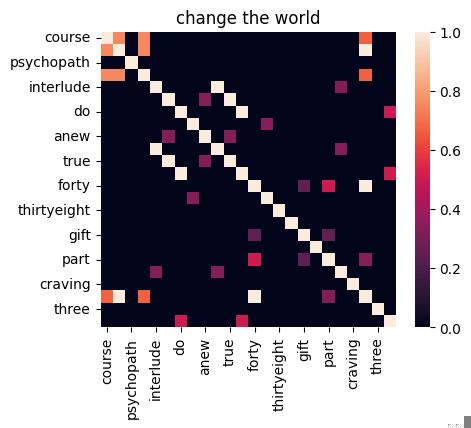 change the world
course
psychopath
interlude
do
anew
true
forty
thirtyeight
gift
part
craving
three
1.0
0.8
0.6
0.4
0.2
0.0
course
psychopath
interlude
do
anew
true
forty
thirtyeight
gift
part
craving
three